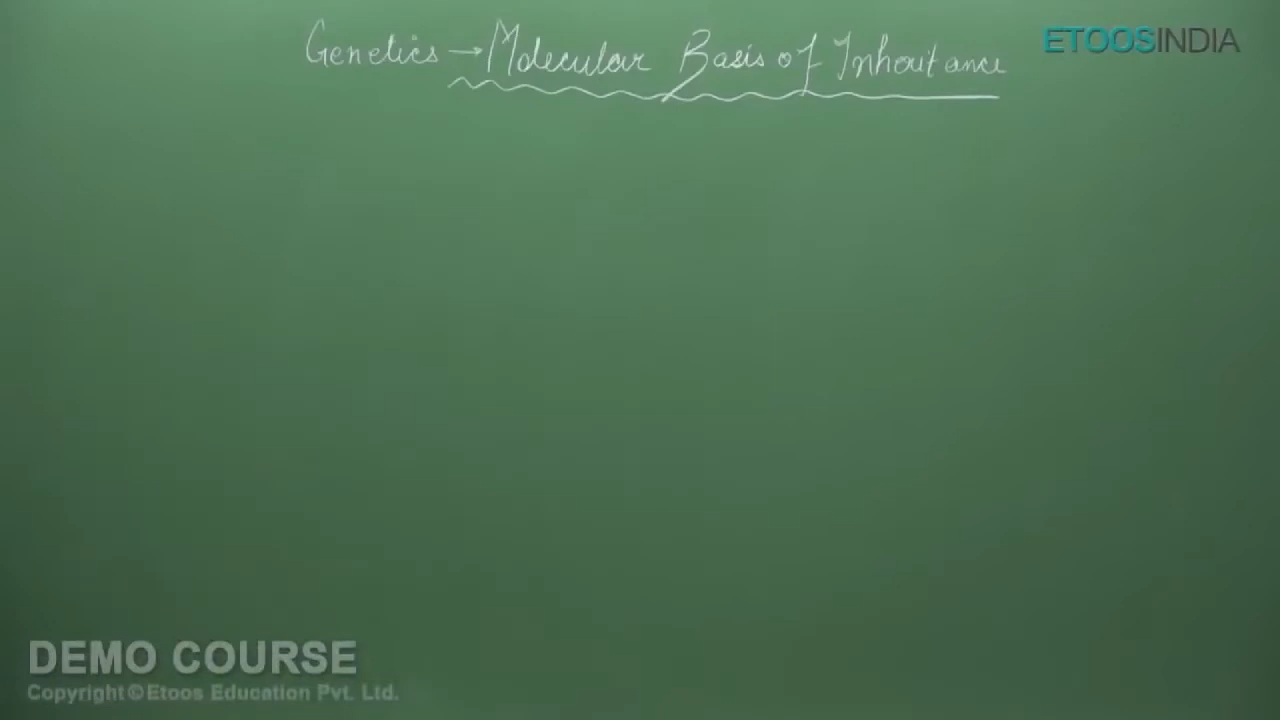 Genetics → Molecular Basis of Inheritance
ETOOSINDIA
DEMO COURSE
Copyright©Etoos Education Pvt. Ltd.